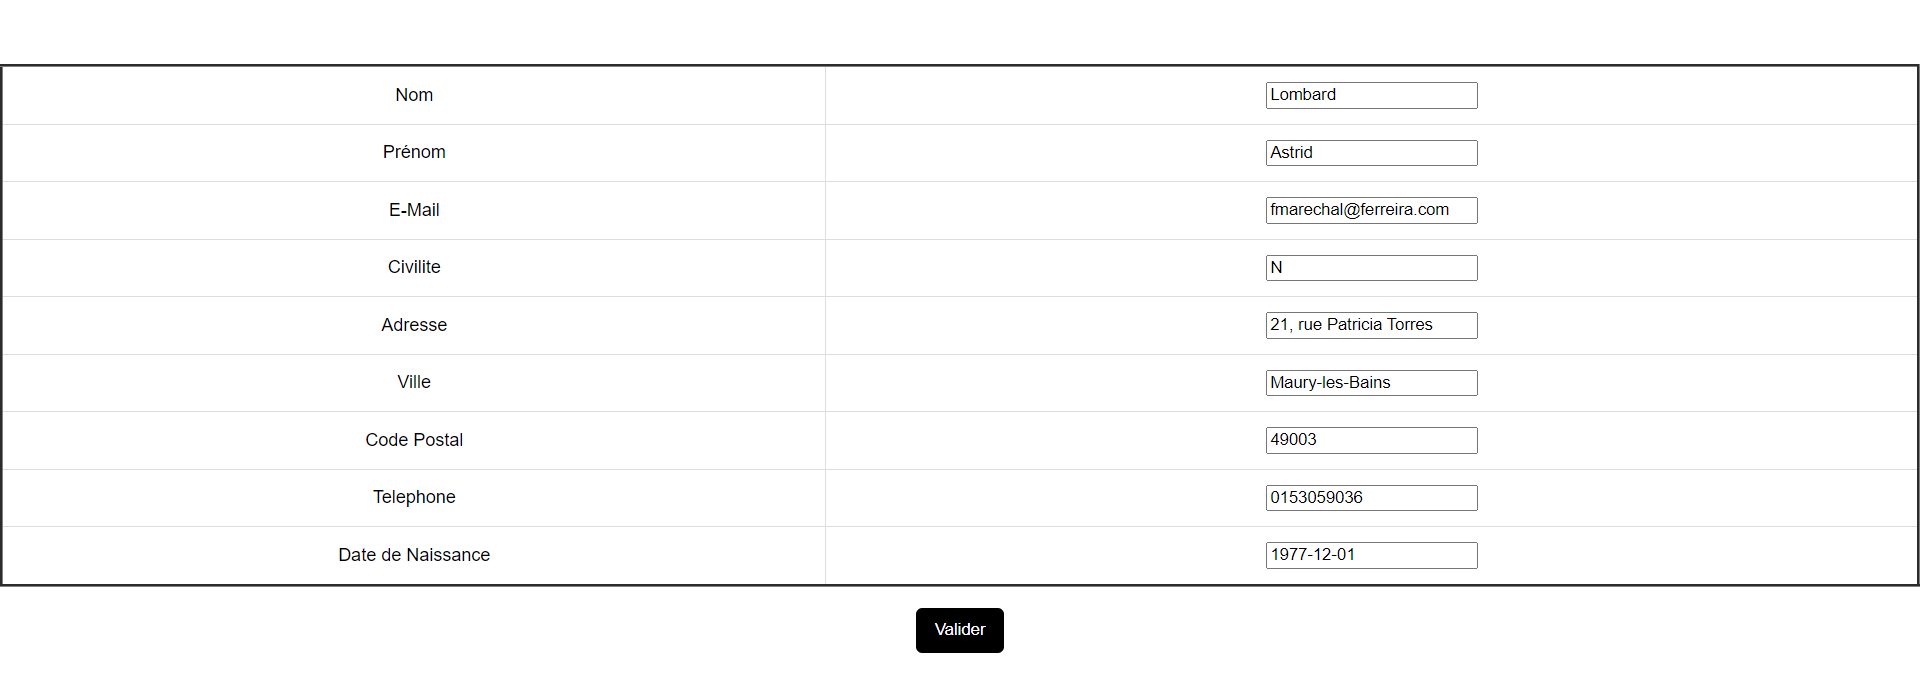 Nom Lombard
Prénom Astrid
E-Mail fmarechal@ferreira.com
Civilite N
Adresse 21, rue Patricia Torres
Ville Maury-les-Bains
Code Postal 49003
Telephone 0153059036
Date de Naissance 1977-12-01
Valider